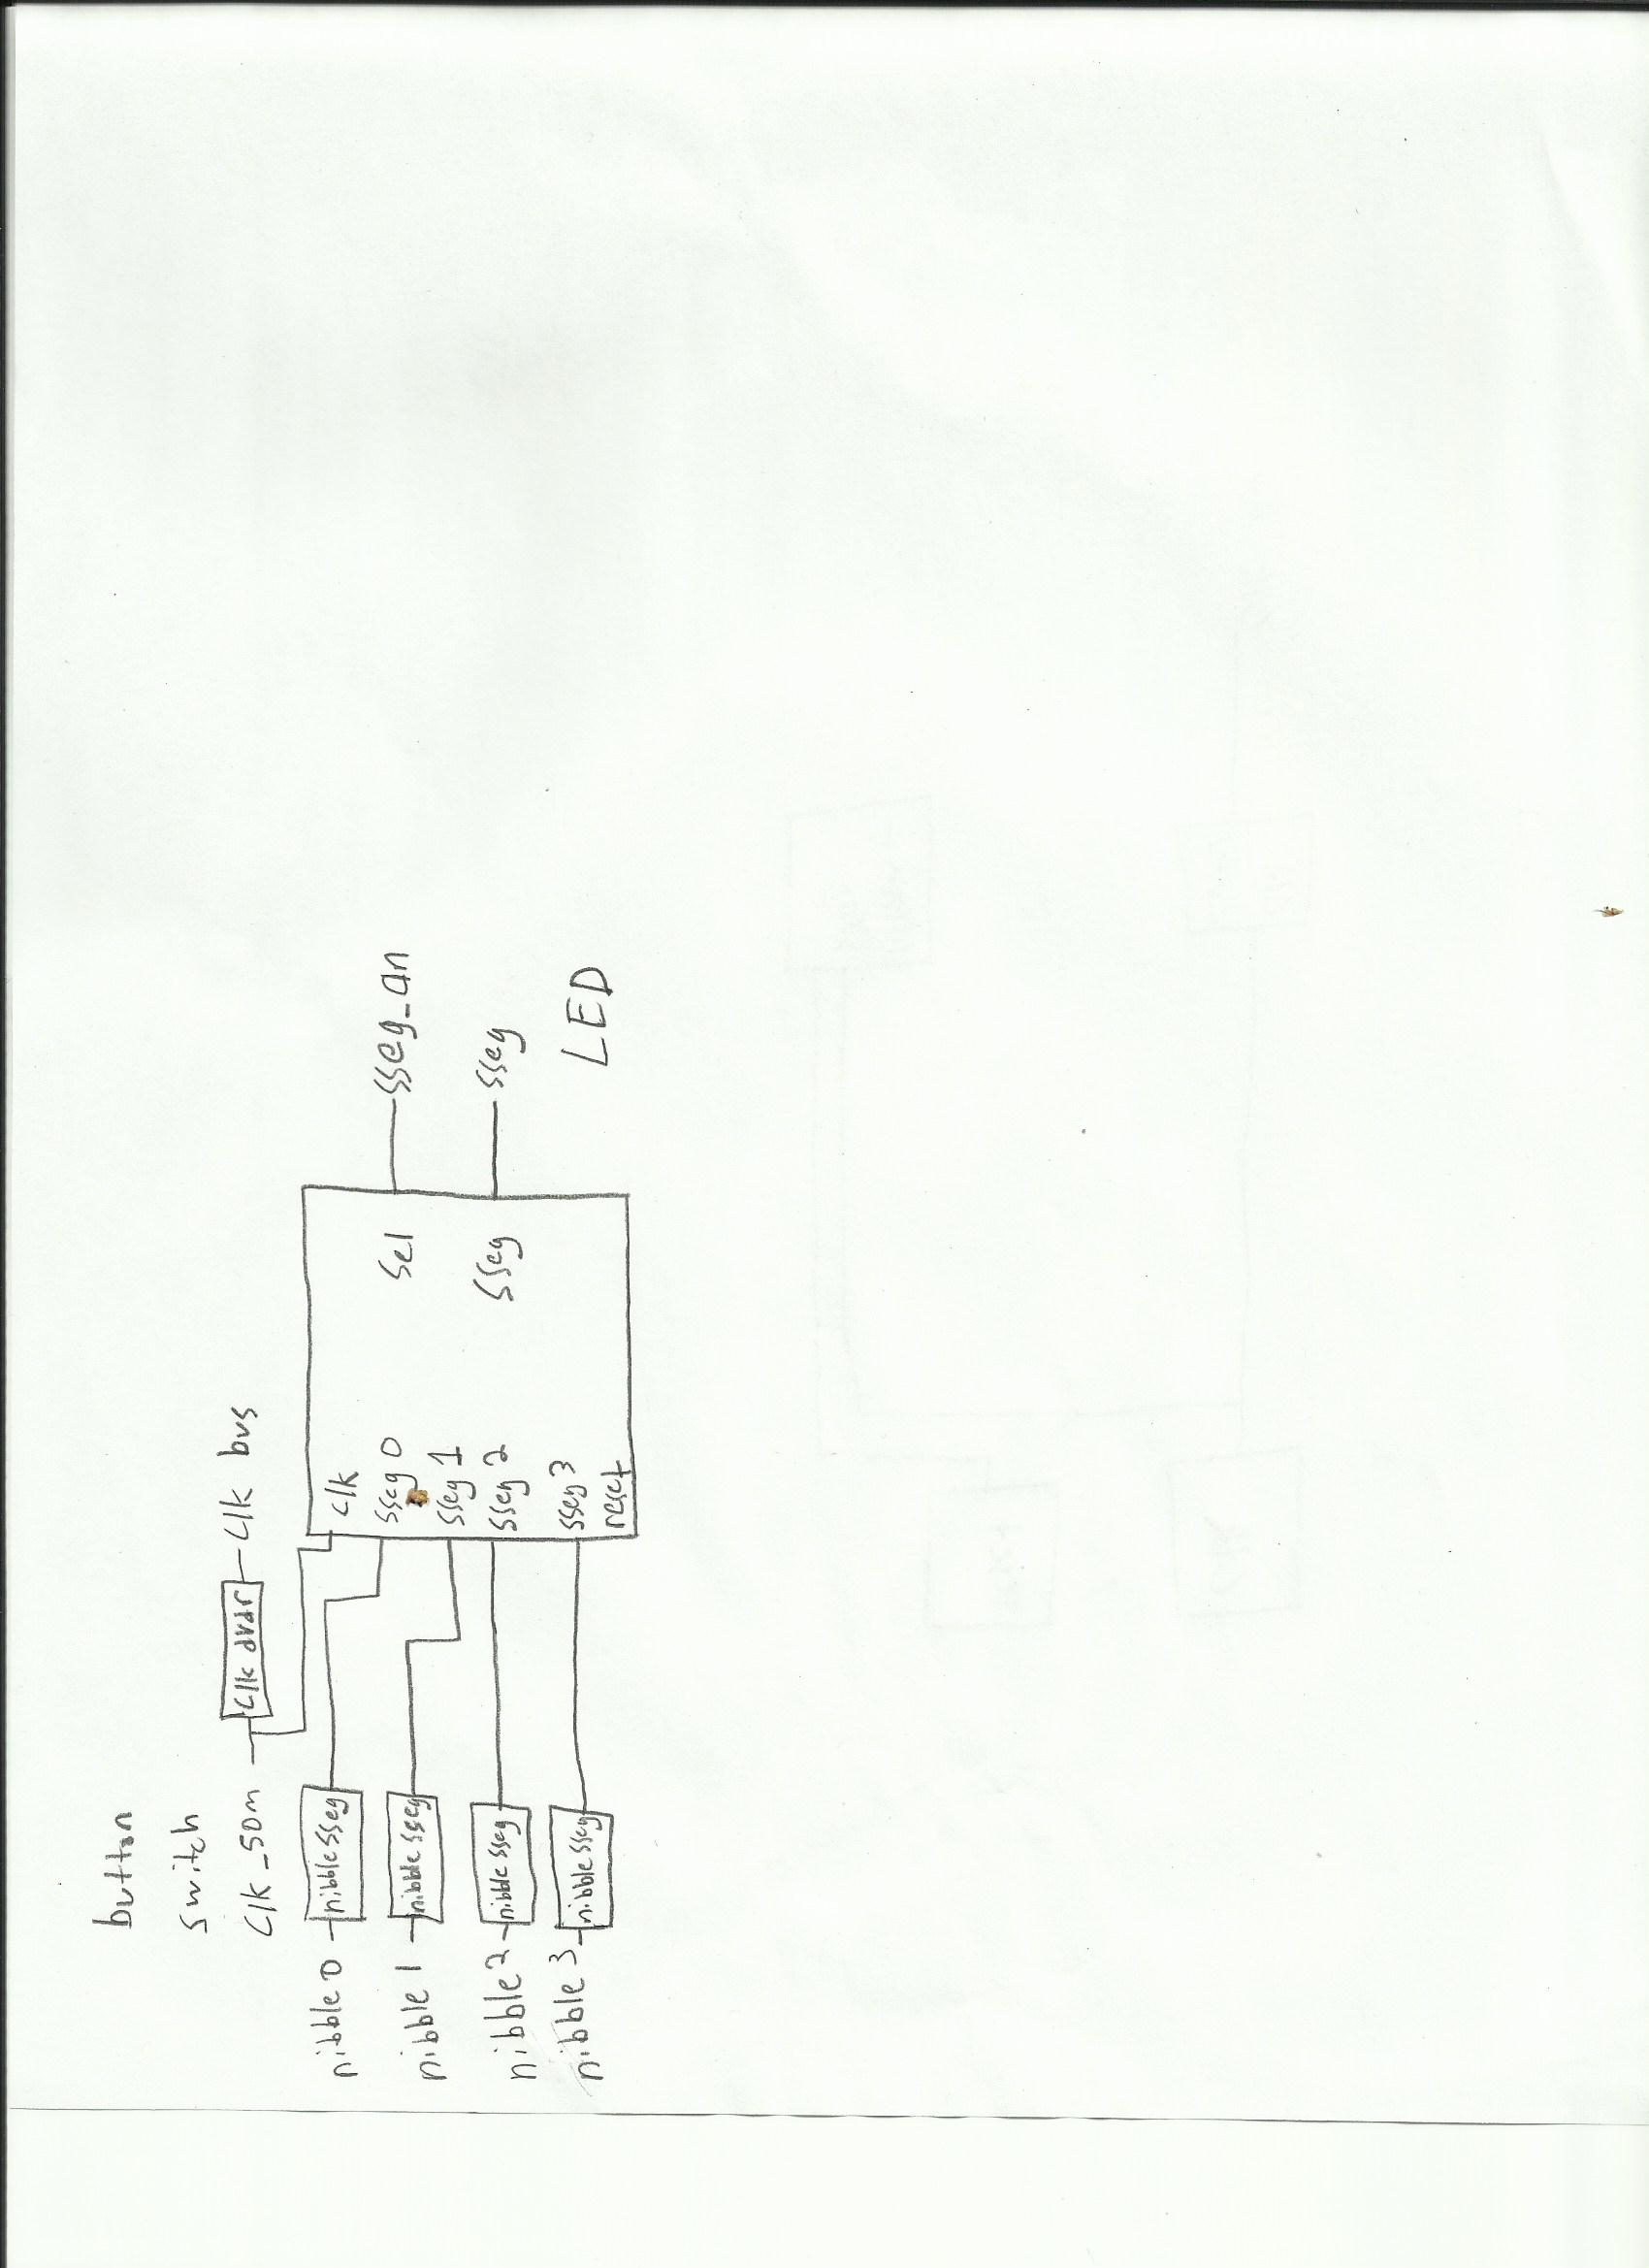 button
switch
clk_50m
clk dvdr
clk bus
nibble 0
nibble sseg
nibble 1
nibble sseg
nibble 2
nibble sseg
nibble 3
nibble sseg
clk
sseg 0
sseg 1
sseg 2
sseg 3
reset
sel
sseg
sseg_an
sseg
LED